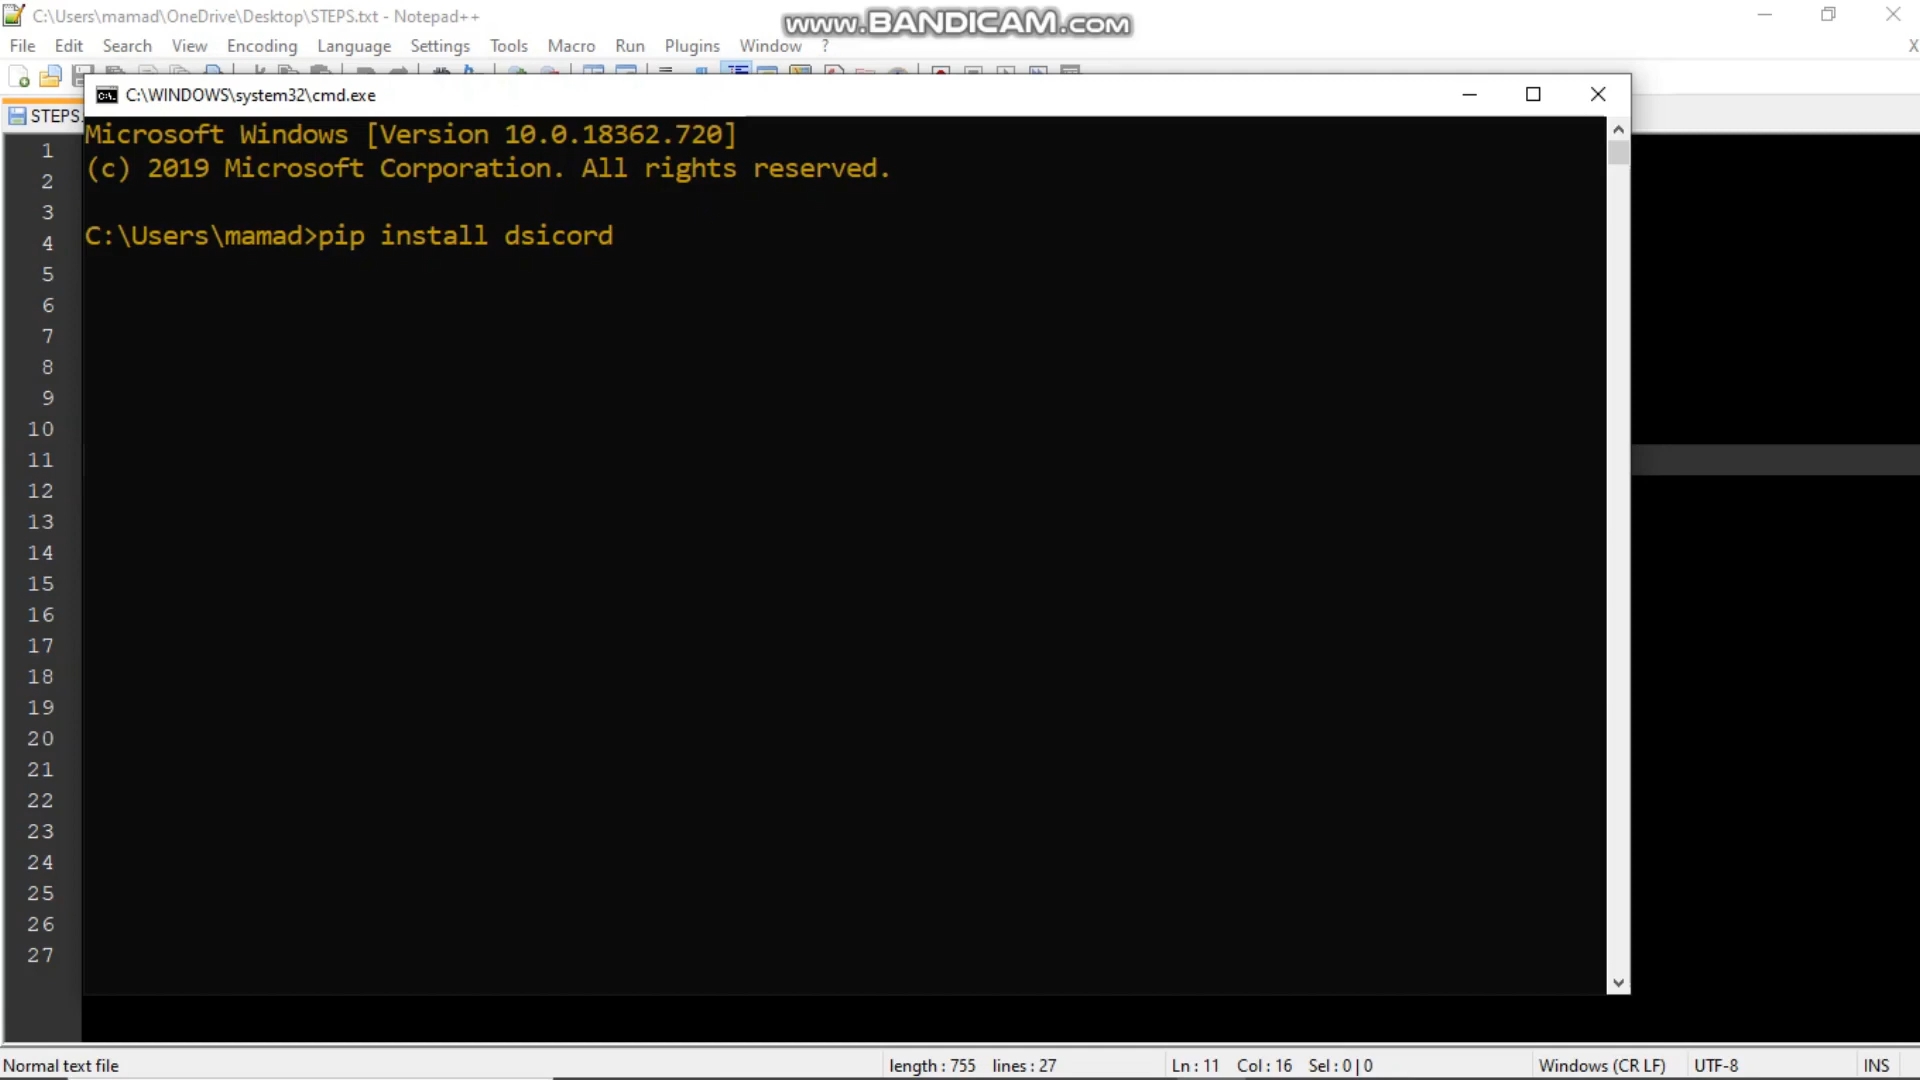 C:\Users\mamad\OneDrive\Desktop\STEPS.txt - Notepad++
www.BANDICAM.com
File Edit Search View Encoding Language Settings Tools Macro Run Plugins Window ?
X
C:\WINDOWS\system32\cmd.exe
STEPS.
Microsoft Windows [Version 10.0.18362.720]
(c) 2019 Microsoft Corporation. All rights reserved.
C:\Users\mamad>pip install dsicord
1
2
3
4
5
6
7
8
9
10
11
12
13
14
15
16
17
18
19
20
21
22
23
24
25
26
27
Normal text file length : 755 lines : 27 Ln : 11 Col : 16 Sel : 0 | 0 Windows (CR LF) UTF-8 INS